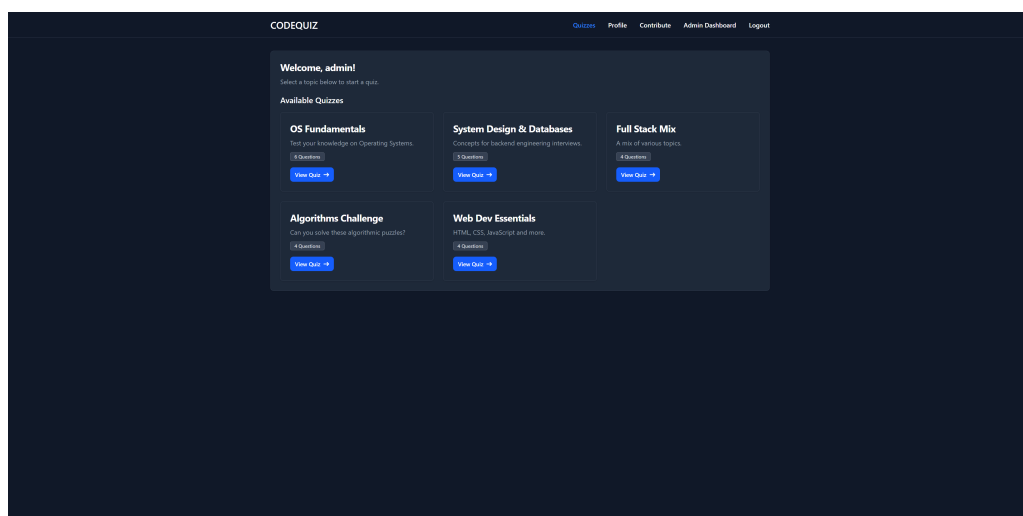 CODEQUIZ
Quizzes Profile Contribute Admin Dashboard Logout
Welcome, admin!
Select a topic below to start a quiz.
Available Quizzes
OS Fundamentals
Test your knowledge on Operating Systems.
6 Questions
View Quiz →
System Design & Databases
Concepts for backend engineering interviews.
5 Questions
View Quiz →
Full Stack Mix
A mix of various topics.
4 Questions
View Quiz →
Algorithms Challenge
Can you solve these algorithmic puzzles?
4 Questions
View Quiz →
Web Dev Essentials
HTML, CSS, JavaScript and more.
4 Questions
View Quiz →